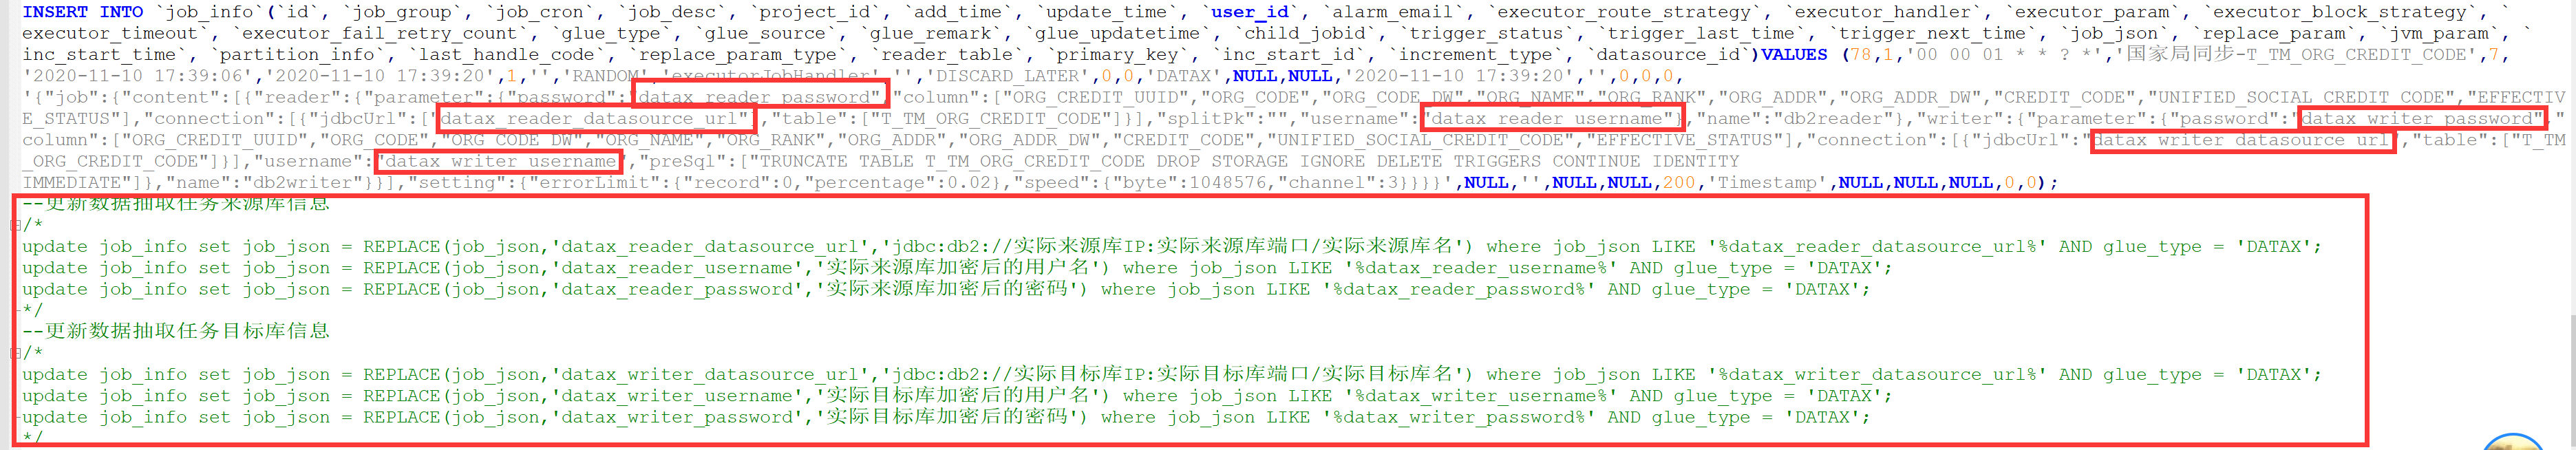 INSERT INTO `job_info`(`id`, `job_group`, `job_cron`, `job_desc`, `project_id`, `add_time`, `update_time`, `user_id`, `alarm_email`, `executor_route_strategy`, `executor_handler`, `executor_param`, `executor_block_strategy`, `
executor_timeout`, `executor_fail_retry_count`, `glue_type`, `glue_source`, `glue_remark`, `glue_updatetime`, `child_jobid`, `trigger_status`, `trigger_last_time`, `trigger_next_time`, `job_json`, `replace_param`, `jvm_param`, `
inc_start_time`, `partition_info`, `last_handle_code`, `replace_param_type`, `reader_table`, `primary_key`, `inc_start_id`, `increment_type`, `datasource_id`)VALUES (78,1,'00 00 01 * * ? *','国家局同步-T_TM_ORG_CREDIT_CODE',7,
'2020-11-10 17:39:06','2020-11-10 17:39:20',1,'','RANDOM','executorJobHandler','','DISCARD_LATER',0,0,'DATAX',NULL,NULL,'2020-11-10 17:39:20','',0,0,0,
'{"job":{"content":[{"reader":{"parameter":{"password":"datax_reader_password","column":["ORG_CREDIT_UUID","ORG_CODE","ORG_CODE_DW","ORG_NAME","ORG_RANK","ORG_ADDR","ORG_ADDR_DW","CREDIT_CODE","UNIFIED_SOCIAL_CREDIT_CODE","EFFECTIV
E_STATUS"],"connection":[{"jdbcUrl":["datax_reader_datasource_url"],"table":["T_TM_ORG_CREDIT_CODE"]}],"splitPk":"","username":"datax_reader_username"},"name":"db2reader"},"writer":{"parameter":{"password":"datax_writer_password","
column":["ORG_CREDIT_UUID","ORG_CODE","ORG_CODE_DW","ORG_NAME","ORG_RANK","ORG_ADDR","ORG_ADDR_DW","CREDIT_CODE","UNIFIED_SOCIAL_CREDIT_CODE","EFFECTIVE_STATUS"],"connection":[{"jdbcUrl":"datax_writer_datasource_url","table":["T_TM
_ORG_CREDIT_CODE"]}],"username":"datax_writer_username","preSql":["TRUNCATE TABLE T_TM_ORG_CREDIT_CODE DROP STORAGE IGNORE DELETE TRIGGERS CONTINUE IDENTITY
IMMEDIATE"]},"name":"db2writer"}}],"setting":{"errorLimit":{"record":0,"percentage":0.02},"speed":{"byte":1048576,"channel":3}}}}',NULL,'',NULL,NULL,200,'Timestamp',NULL,NULL,NULL,0,0);
--更新数据抽取任务来源库信息
/*
update job_info set job_json = REPLACE(job_json,'datax_reader_datasource_url','jdbc:db2://实际来源库IP:实际来源库端口/实际来源库名') where job_json LIKE '%datax_reader_datasource_url%' AND glue_type = 'DATAX';
update job_info set job_json = REPLACE(job_json,'datax_reader_username','实际来源库加密后的用户名') where job_json LIKE '%datax_reader_username%' AND glue_type = 'DATAX';
update job_info set job_json = REPLACE(job_json,'datax_reader_password','实际来源库加密后的密码') where job_json LIKE '%datax_reader_password%' AND glue_type = 'DATAX';
*/
--更新数据抽取任务目标库信息
/*
update job_info set job_json = REPLACE(job_json,'datax_writer_datasource_url','jdbc:db2://实际目标库IP:实际目标库端口/实际目标库名') where job_json LIKE '%datax_writer_datasource_url%' AND glue_type = 'DATAX';
update job_info set job_json = REPLACE(job_json,'datax_writer_username','实际目标库加密后的用户名') where job_json LIKE '%datax_writer_username%' AND glue_type = 'DATAX';
update job_info set job_json = REPLACE(job_json,'datax_writer_password','实际目标库加密后的密码') where job_json LIKE '%datax_writer_password%' AND glue_type = 'DATAX';
*/